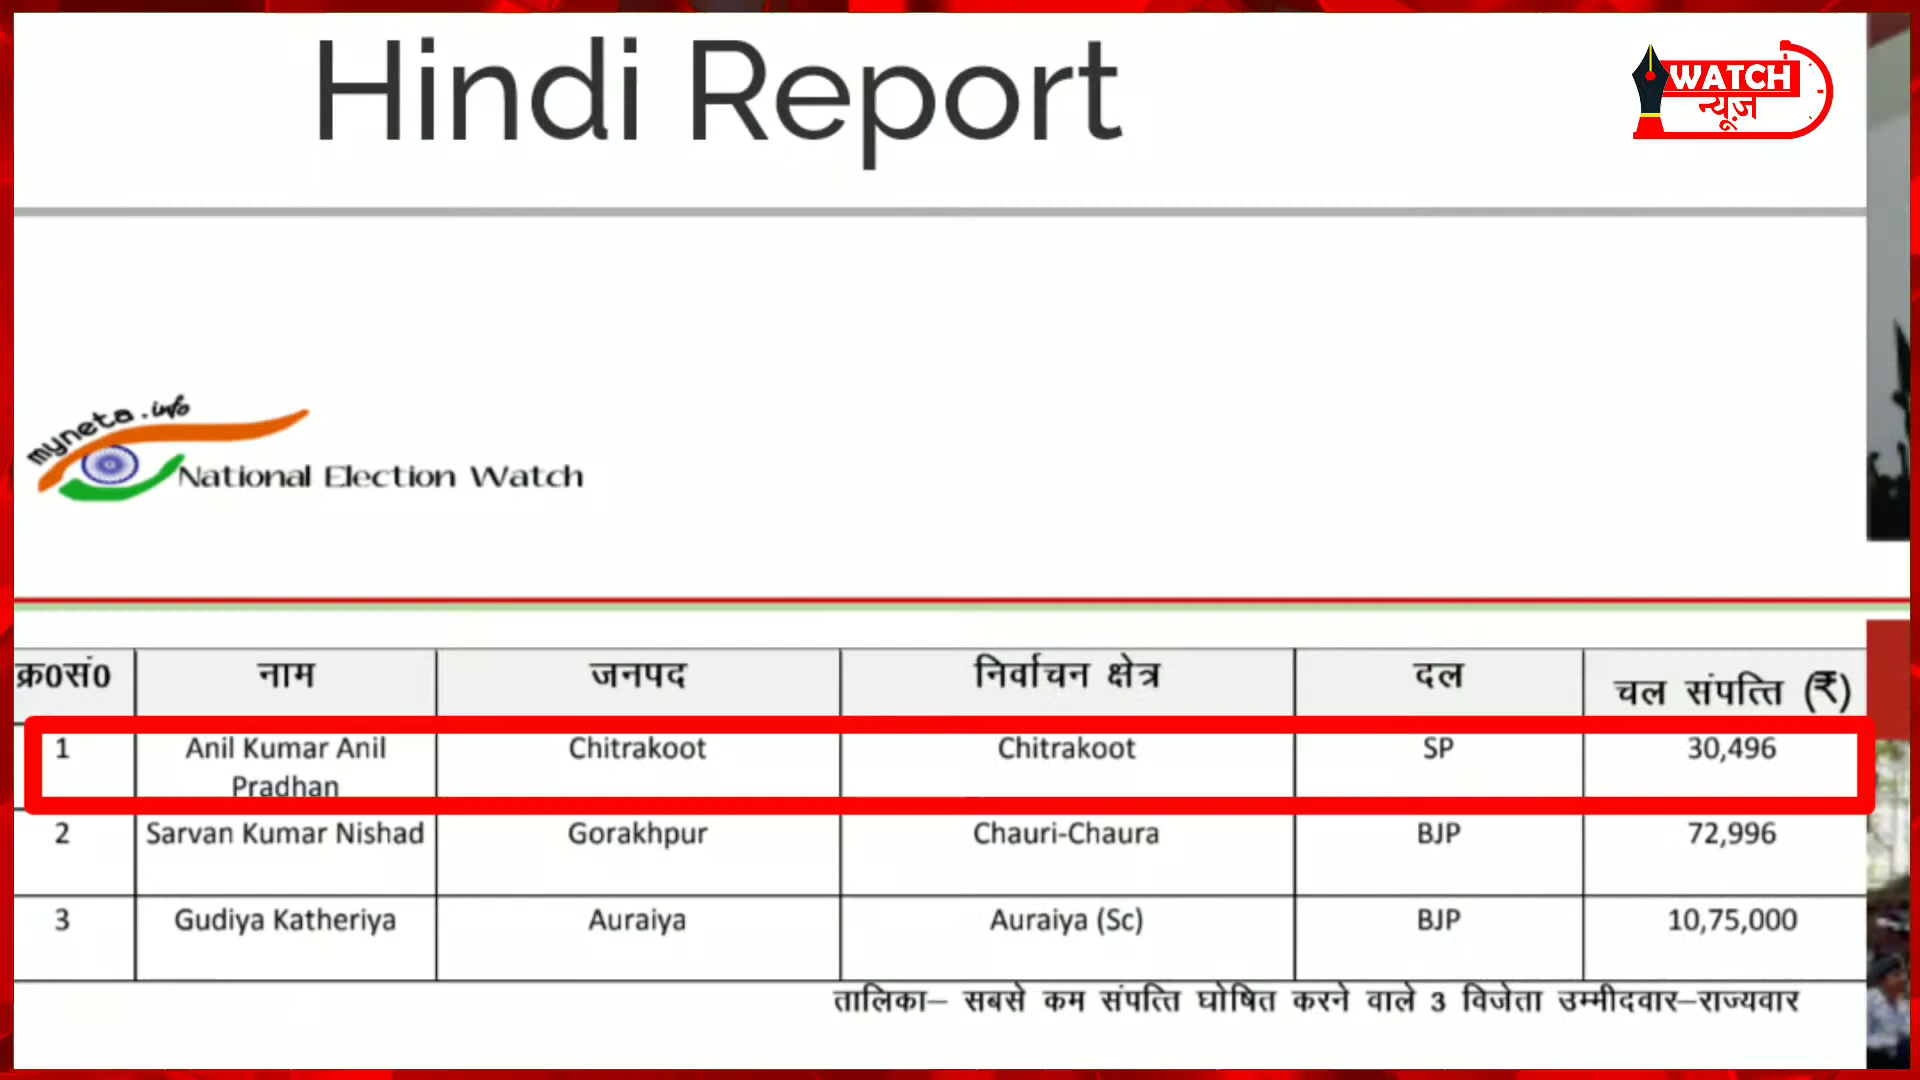 Hindi Report
WATCH
न्यूज़
myneta.info
National Election Watch
क्र0सं0 नाम जनपद निर्वाचन क्षेत्र दल चल संपत्ति (₹)
1 Anil Kumar Anil Chitrakoot Chitrakoot SP 30,496
Pradhan
2 Sarvan Kumar Nishad Gorakhpur Chauri-Chaura BJP 72,996
3 Gudiya Katheriya Auraiya Auraiya (Sc) BJP 10,75,000
तालिका– सबसे कम संपत्ति घोषित करने वाले 3 विजेता उम्मीदवार–राज्यवार